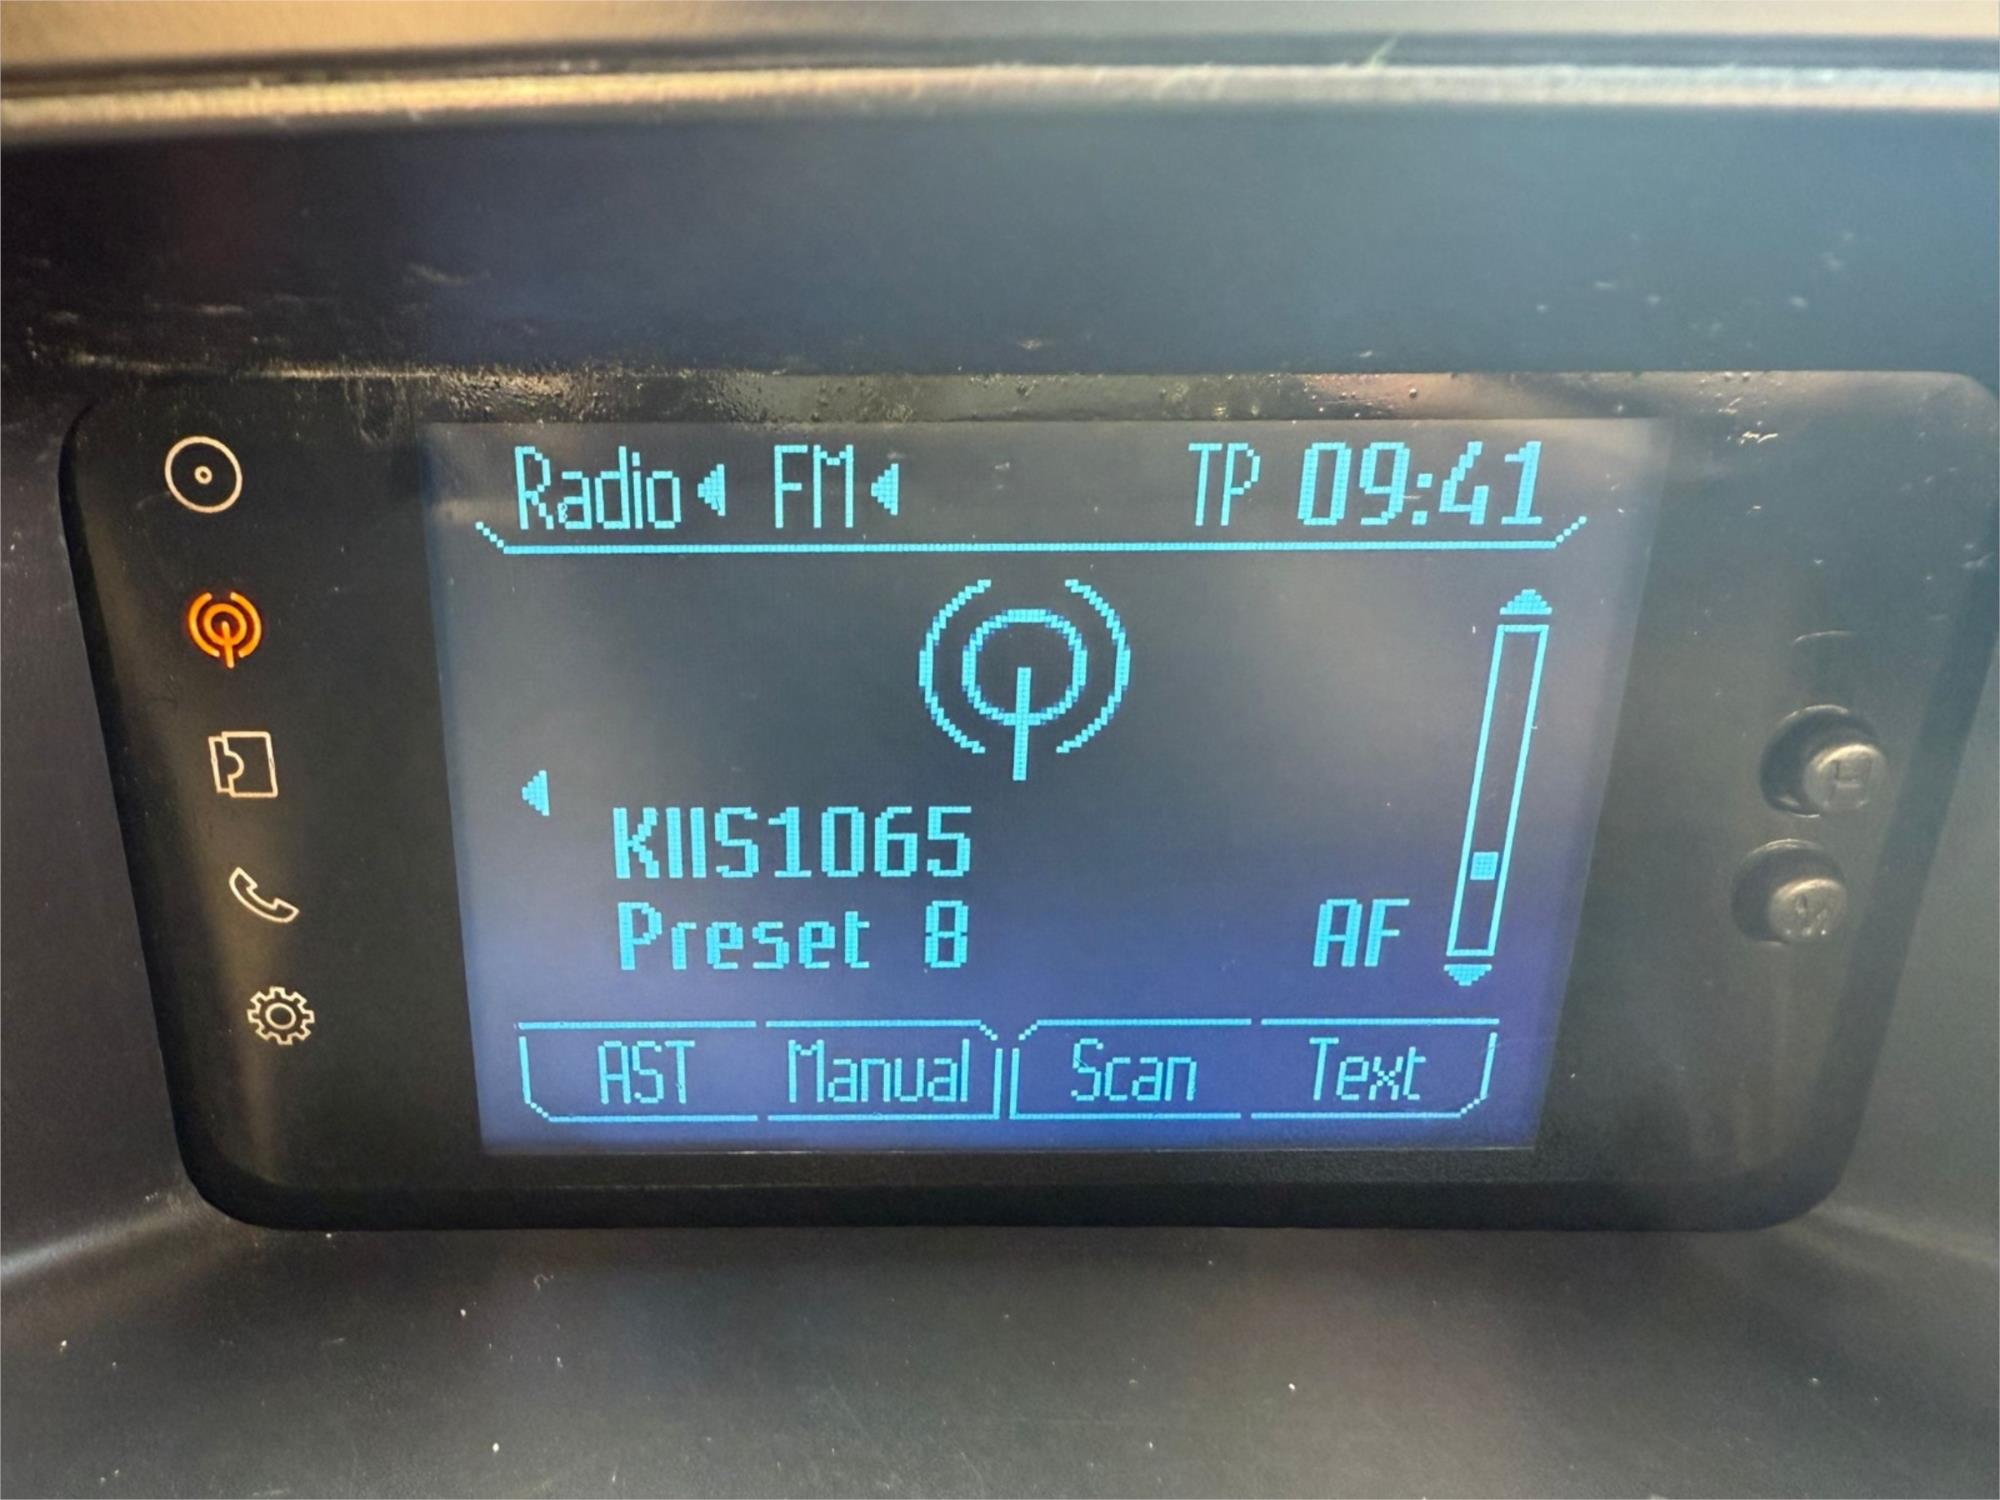 Radio FM TP 09:41
KIIS1065
Preset 8 AF
AST Manual Scan Text
H
M